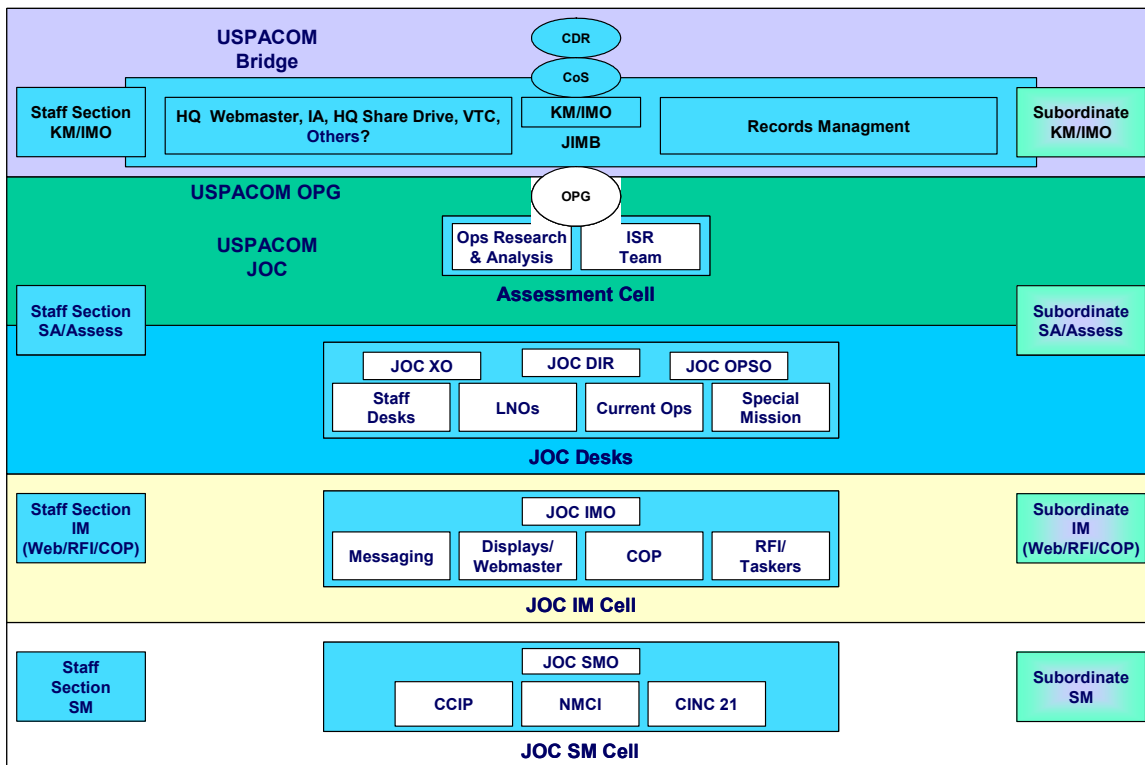 USPACOM
Bridge
CDR
CoS
Staff Section
KM/IMO
HQ  Webmaster, IA, HQ Share Drive, VTC,
Others?
KM/IMO
JIMB
Records Managment
Subordinate
KM/IMO
USPACOM OPG
OPG
USPACOM
JOC
Ops Research
& Analysis
ISR
Team
Assessment Cell
Staff Section
SA/Assess
Subordinate
SA/Assess
JOC XO
JOC DIR
JOC OPSO
Staff
Desks
LNOs
Current Ops
Special
Mission
JOC Desks
Staff Section
IM
(Web/RFI/COP)
JOC IMO
Messaging
Displays/
Webmaster
COP
RFI/
Taskers
Subordinate
IM
(Web/RFI/COP)
JOC IM Cell
Staff
Section
SM
JOC SMO
CCIP
NMCI
CINC 21
Subordinate
SM
JOC SM Cell